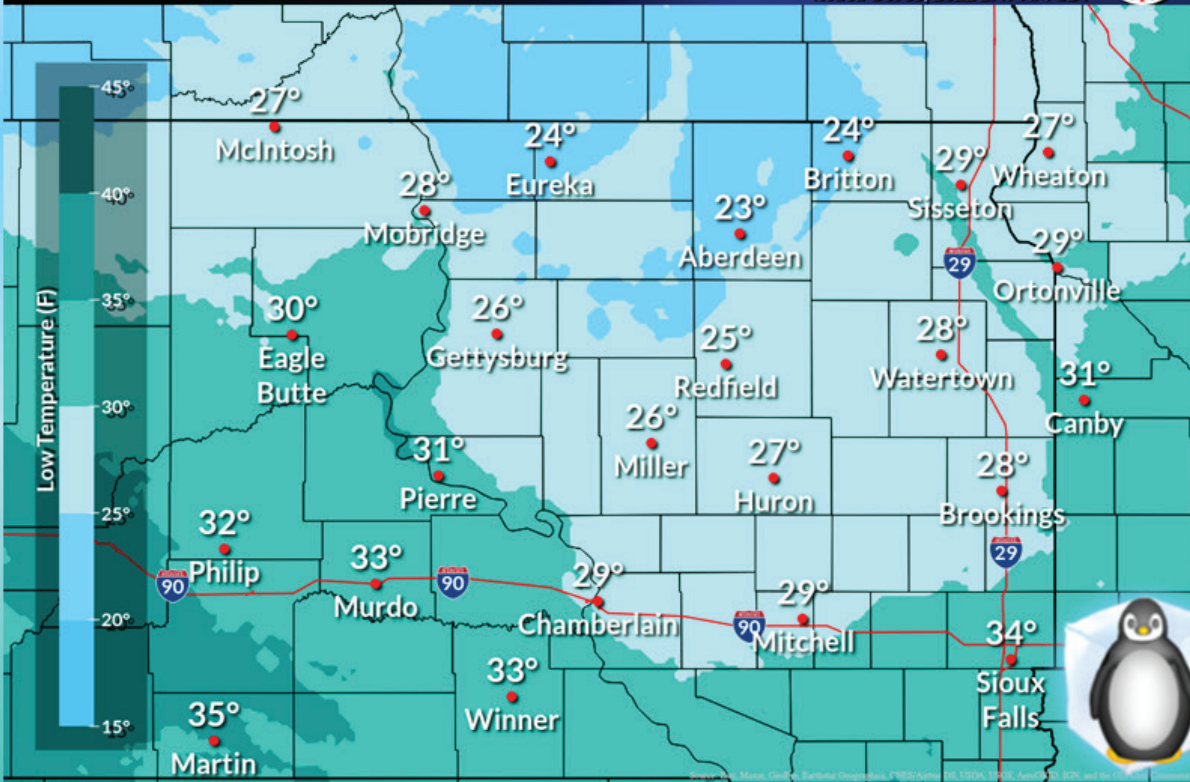 45°
40°
35°
30°
25°
20°
15°
Low Temperature (F)
27°
McIntosh
24°
Eureka
24°
Britton
27°
Wheaton
29°
Sisseton
28°
Mobridge
23°
Aberdeen
29°
Ortonville
29
30°
Eagle
Butte
26°
Gettysburg
25°
Redfield
28°
Watertown
31°
Canby
26°
Miller
27°
Huron
28°
Brookings
31°
Pierre
32°
Philip
33°
Murdo
29°
Chamberlain
29°
Mitchell
29
90
90
90
34°
Sioux
Falls
33°
Winner
35°
Martin